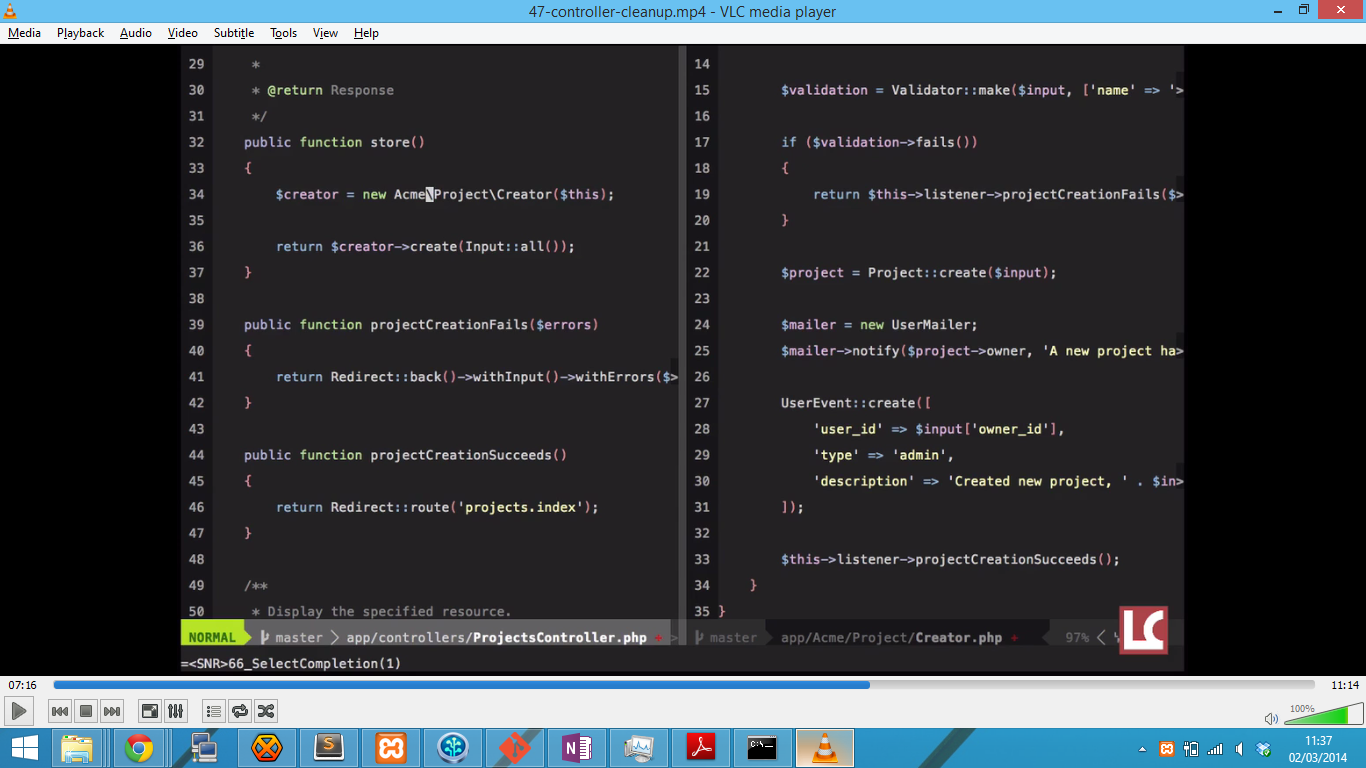 47-controller-cleanup.mp4 - VLC media player
Media Playback Audio Video Subtitle Tools View Help
29 *
30 * @return Response
31 */
32 public function store()
33 {
34 $creator = new Acme\Project\Creator($this);
35
36 return $creator->create(Input::all());
37 }
38
39 public function projectCreationFails($errors)
40 {
41 return Redirect::back()->withInput()->withErrors($>
42 }
43
44 public function projectCreationSucceeds()
45 {
46 return Redirect::route('projects.index');
47 }
48
49 /**
50 * Display the specified resource.
NORMAL master app/controllers/ProjectsController.php + >
14
15 $validation = Validator::make($input, ['name' => '>
16
17 if ($validation->fails())
18 {
19 return $this->listener->projectCreationFails($>
20 }
21
22 $project = Project::create($input);
23
24 $mailer = new UserMailer;
25 $mailer->notify($project->owner, 'A new project ha>
26
27 UserEvent::create([
28 'user_id' => $input['owner_id'],
29 'type' => 'admin',
30 'description' => 'Created new project, ' . $in>
31 ]);
32
33 $this->listener->projectCreationSucceeds();
34 }
35 }
master app/Acme/Project/Creator.php + 97% <
LC
=<SNR>66_SelectCompletion(1)
07:16 11:14
100%
11:37
02/03/2014